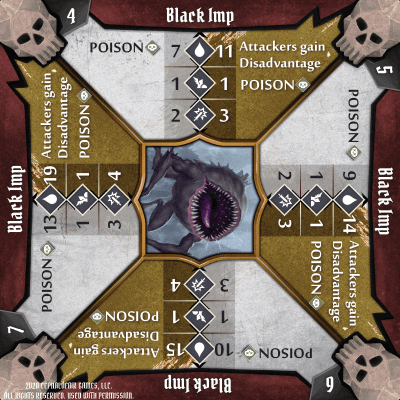 4
Black Imp
POISON
7
11
Attackers gain
Disadvantage
POISON
1
1
2
3
5
Black Imp
POISON
9
14
Attackers gain
Disadvantage
POISON
1
1
2
3
6
Black Imp
POISON
10
15
Attackers gain
Disadvantage
POISON
1
1
3
4
7
Black Imp
POISON
13
19
Attackers gain
Disadvantage
POISON
1
1
3
4
2020 CEPHALOFAIR GAMES, LLC.
ALL RIGHTS RESERVED. USED WITH PERMISSION.